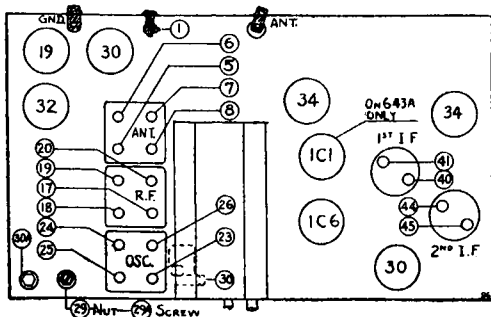 GND.
ANT.
1
19
30
6
5
7
8
32
ANT.
34
34
ON 643A
ONLY
1C1
1ST I.F
41
40
20
19
17
18
R.F.
26
1C6
44
45
24
25
OSC.
23
30
30
2ND I.F
30A
29 NUT 29A SCREW